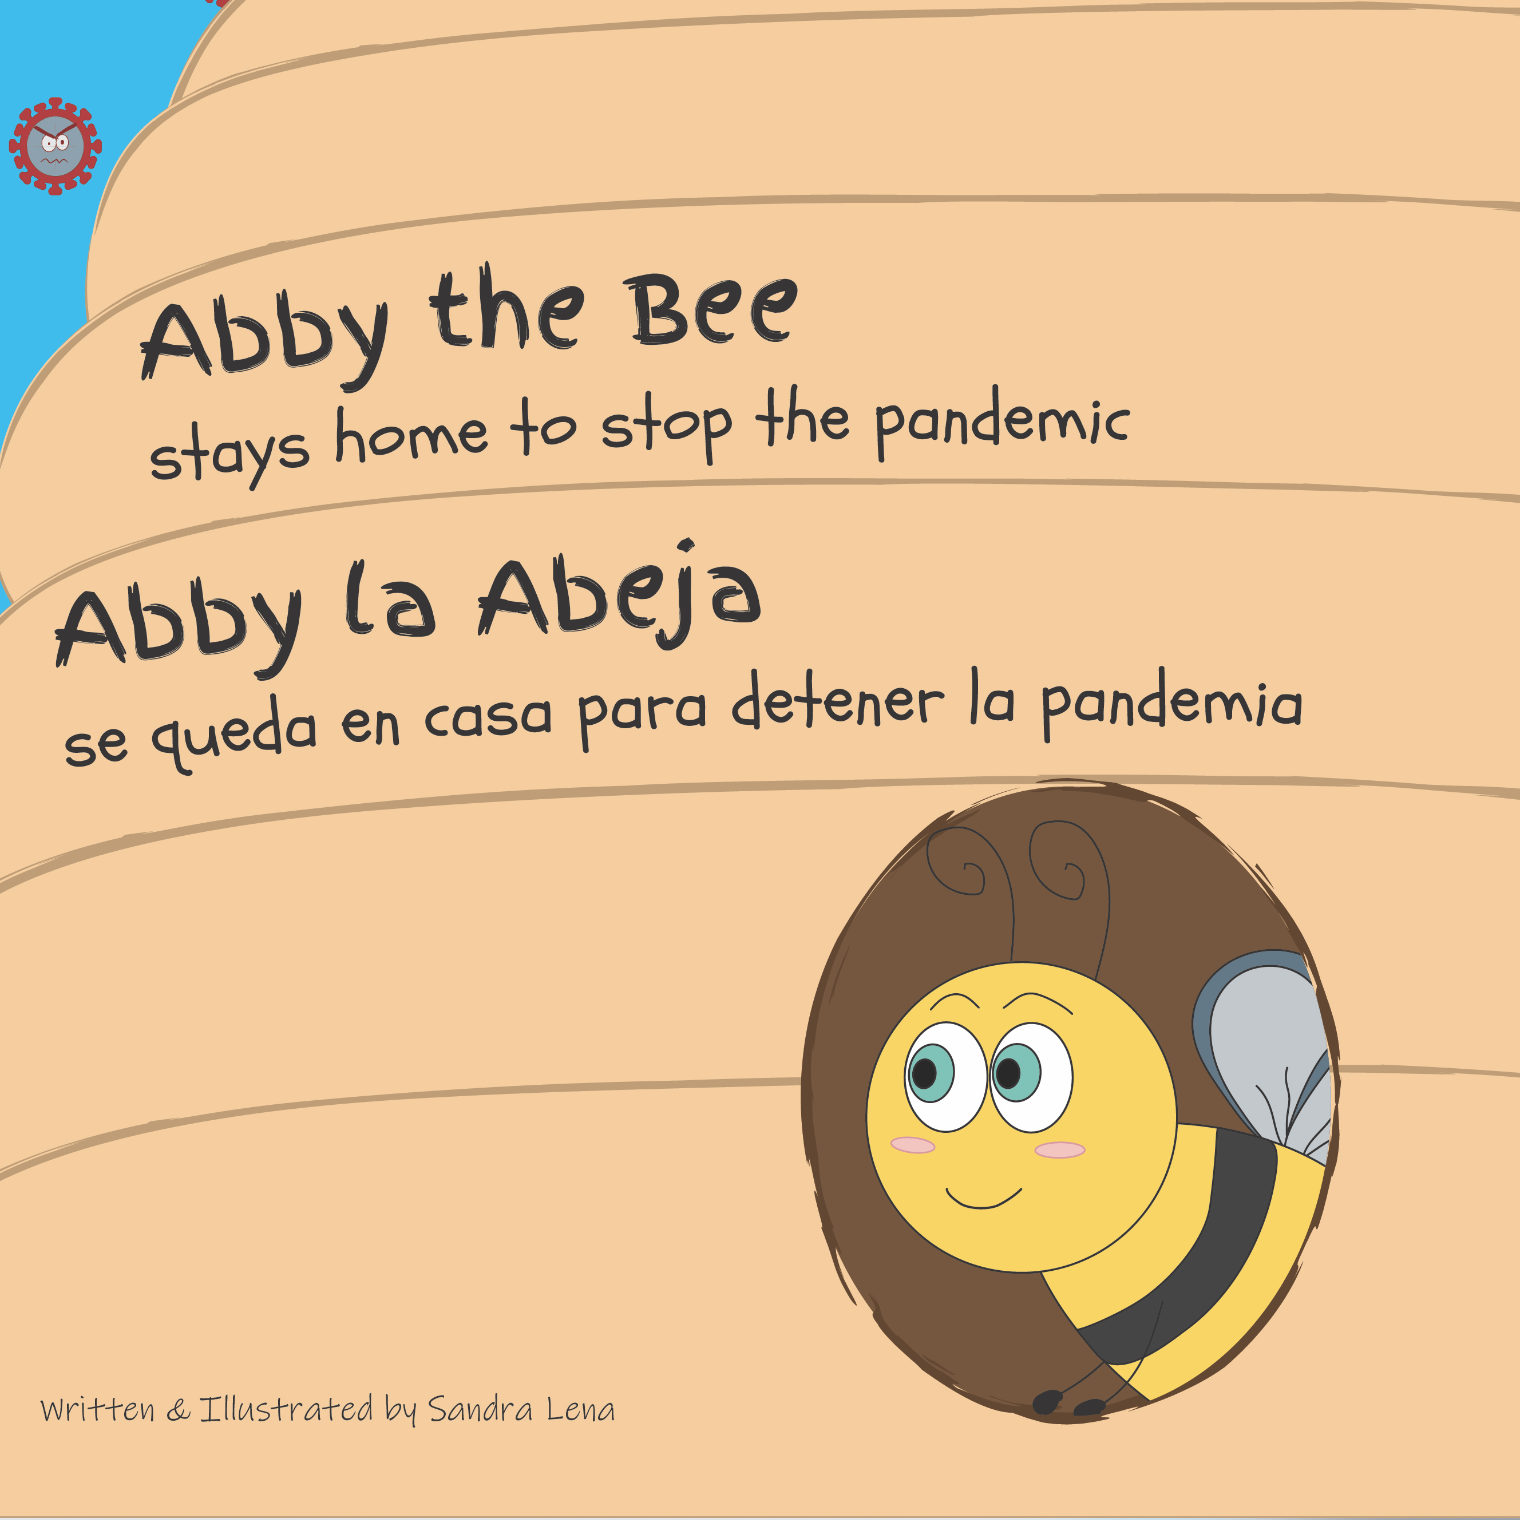 Abby the Bee
stays home to stop the pandemic
Abby la Abeja
se queda en casa para detener la pandemia
Written & Illustrated by Sandra Lena